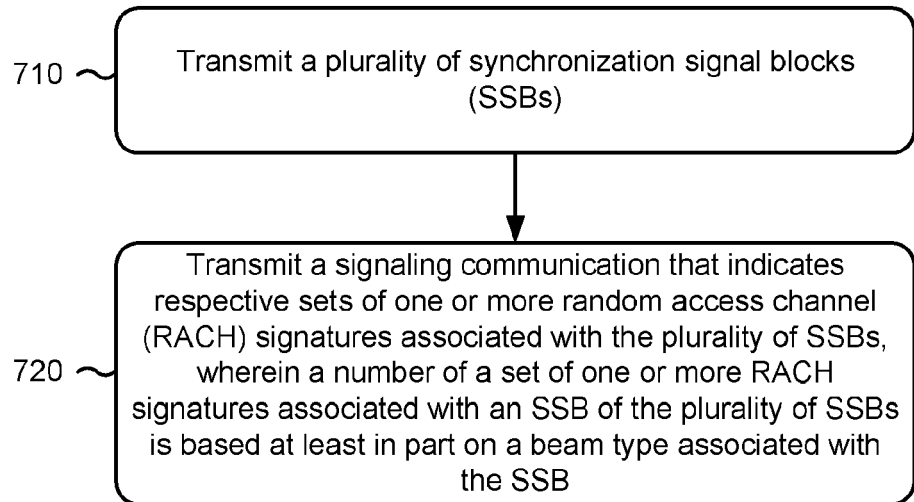 710
Transmit a plurality of synchronization signal blocks
(SSBs)
720
Transmit a signaling communication that indicates
respective sets of one or more random access channel
(RACH) signatures associated with the plurality of SSBs,
wherein a number of a set of one or more RACH
signatures associated with an SSB of the plurality of SSBs
is based at least in part on a beam type associated with
the SSB